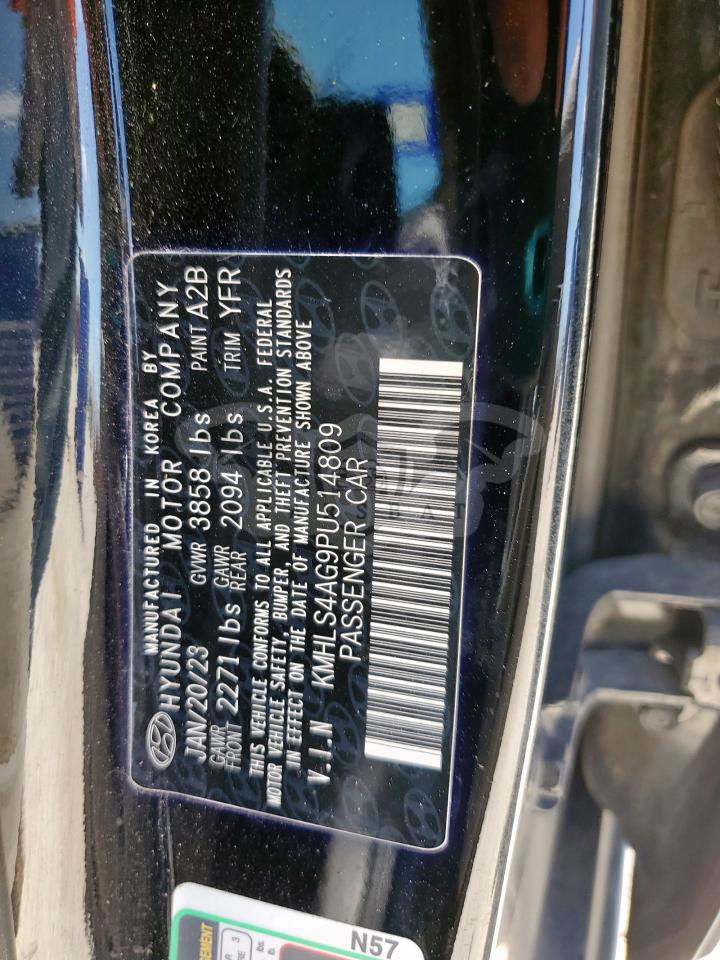 MANUFACTURED IN KOREA BY
HYUNDAI MOTOR COMPANY
JAN/20/23 GVWR 3858 lbs PAINT A2B
GAWR FRONT 2271 lbs GAWR REAR 2094 lbs TRIM YFR
THIS VEHICLE CONFORMS TO ALL APPLICABLE U.S.A. FEDERAL
MOTOR VEHICLE SAFETY, BUMPER, AND THEFT PREVENTION STANDARDS
IN EFFECT ON THE DATE OF MANUFACTURE SHOWN ABOVE
V.I.N KMHLS4AG9PU514809
PASSENGER CAR
N57